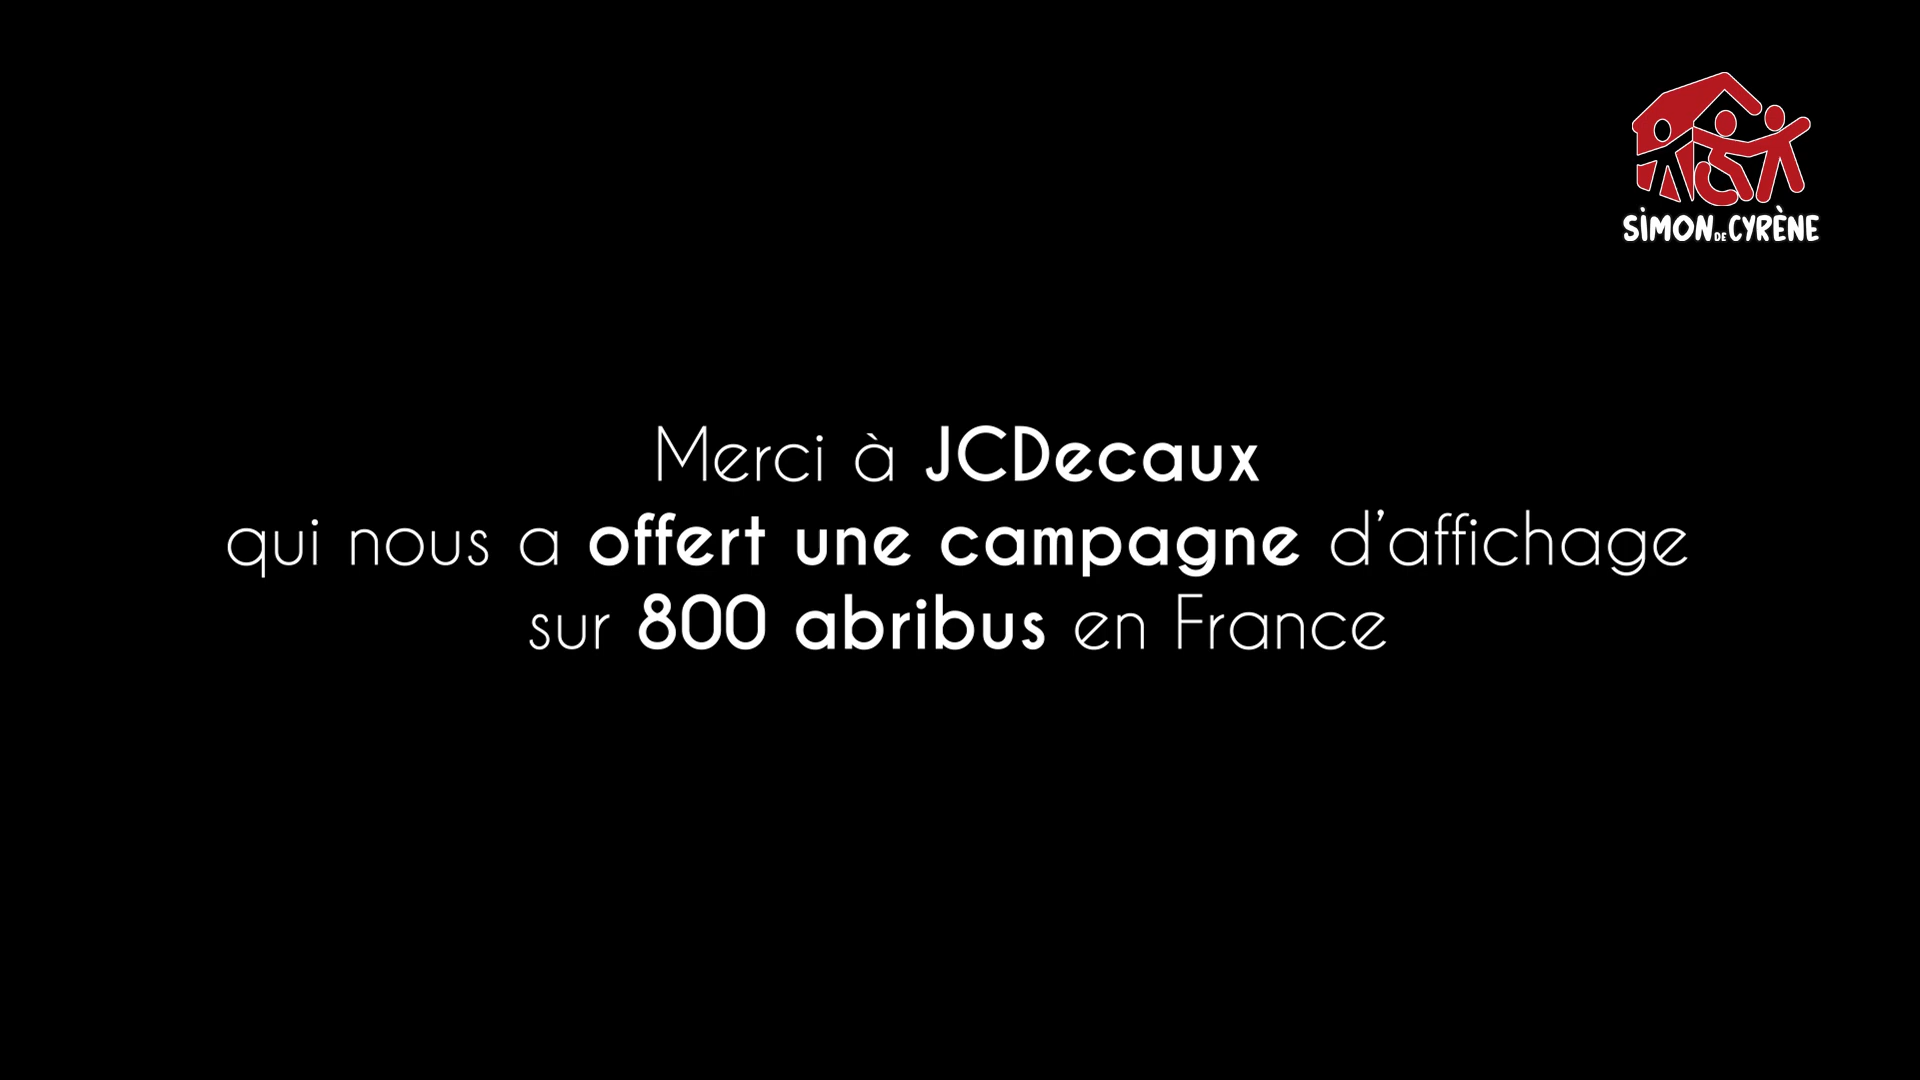 SIMON DE CYRÈNE
Merci à JCDecaux
qui nous a offert une campagne d’affichage
sur 800 abribus en France